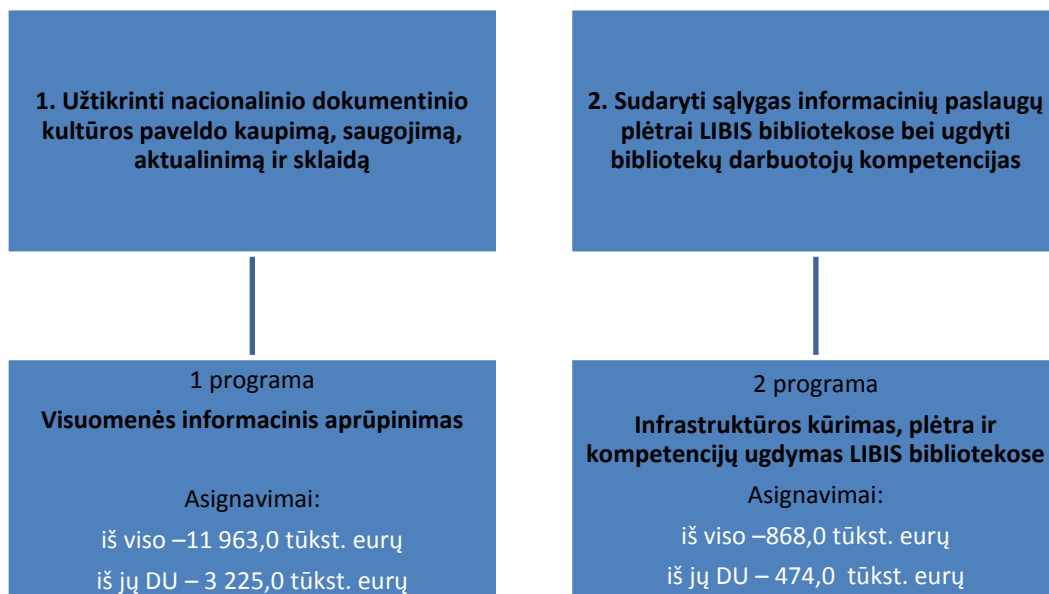 1. Užtikrinti nacionalinio dokumentinio
kultūros paveldo kaupimą, saugojimą,
aktualinimą ir sklaidą
2. Sudaryti sąlygas informacinių paslaugų
plėtrai LIBIS bibliotekose bei ugdyti
bibliotekų darbuotojų kompetencijas
1 programa
Visuomenės informacinis aprūpinimas
Asignavimai:
iš viso –11 963,0 tūkst. eurų
iš jų DU – 3 225,0 tūkst. eurų
2 programa
Infrastruktūros kūrimas, plėtra ir
kompetencijų ugdymas LIBIS bibliotekose
Asignavimai:
iš viso –868,0 tūkst. eurų
iš jų DU – 474,0  tūkst. eurų